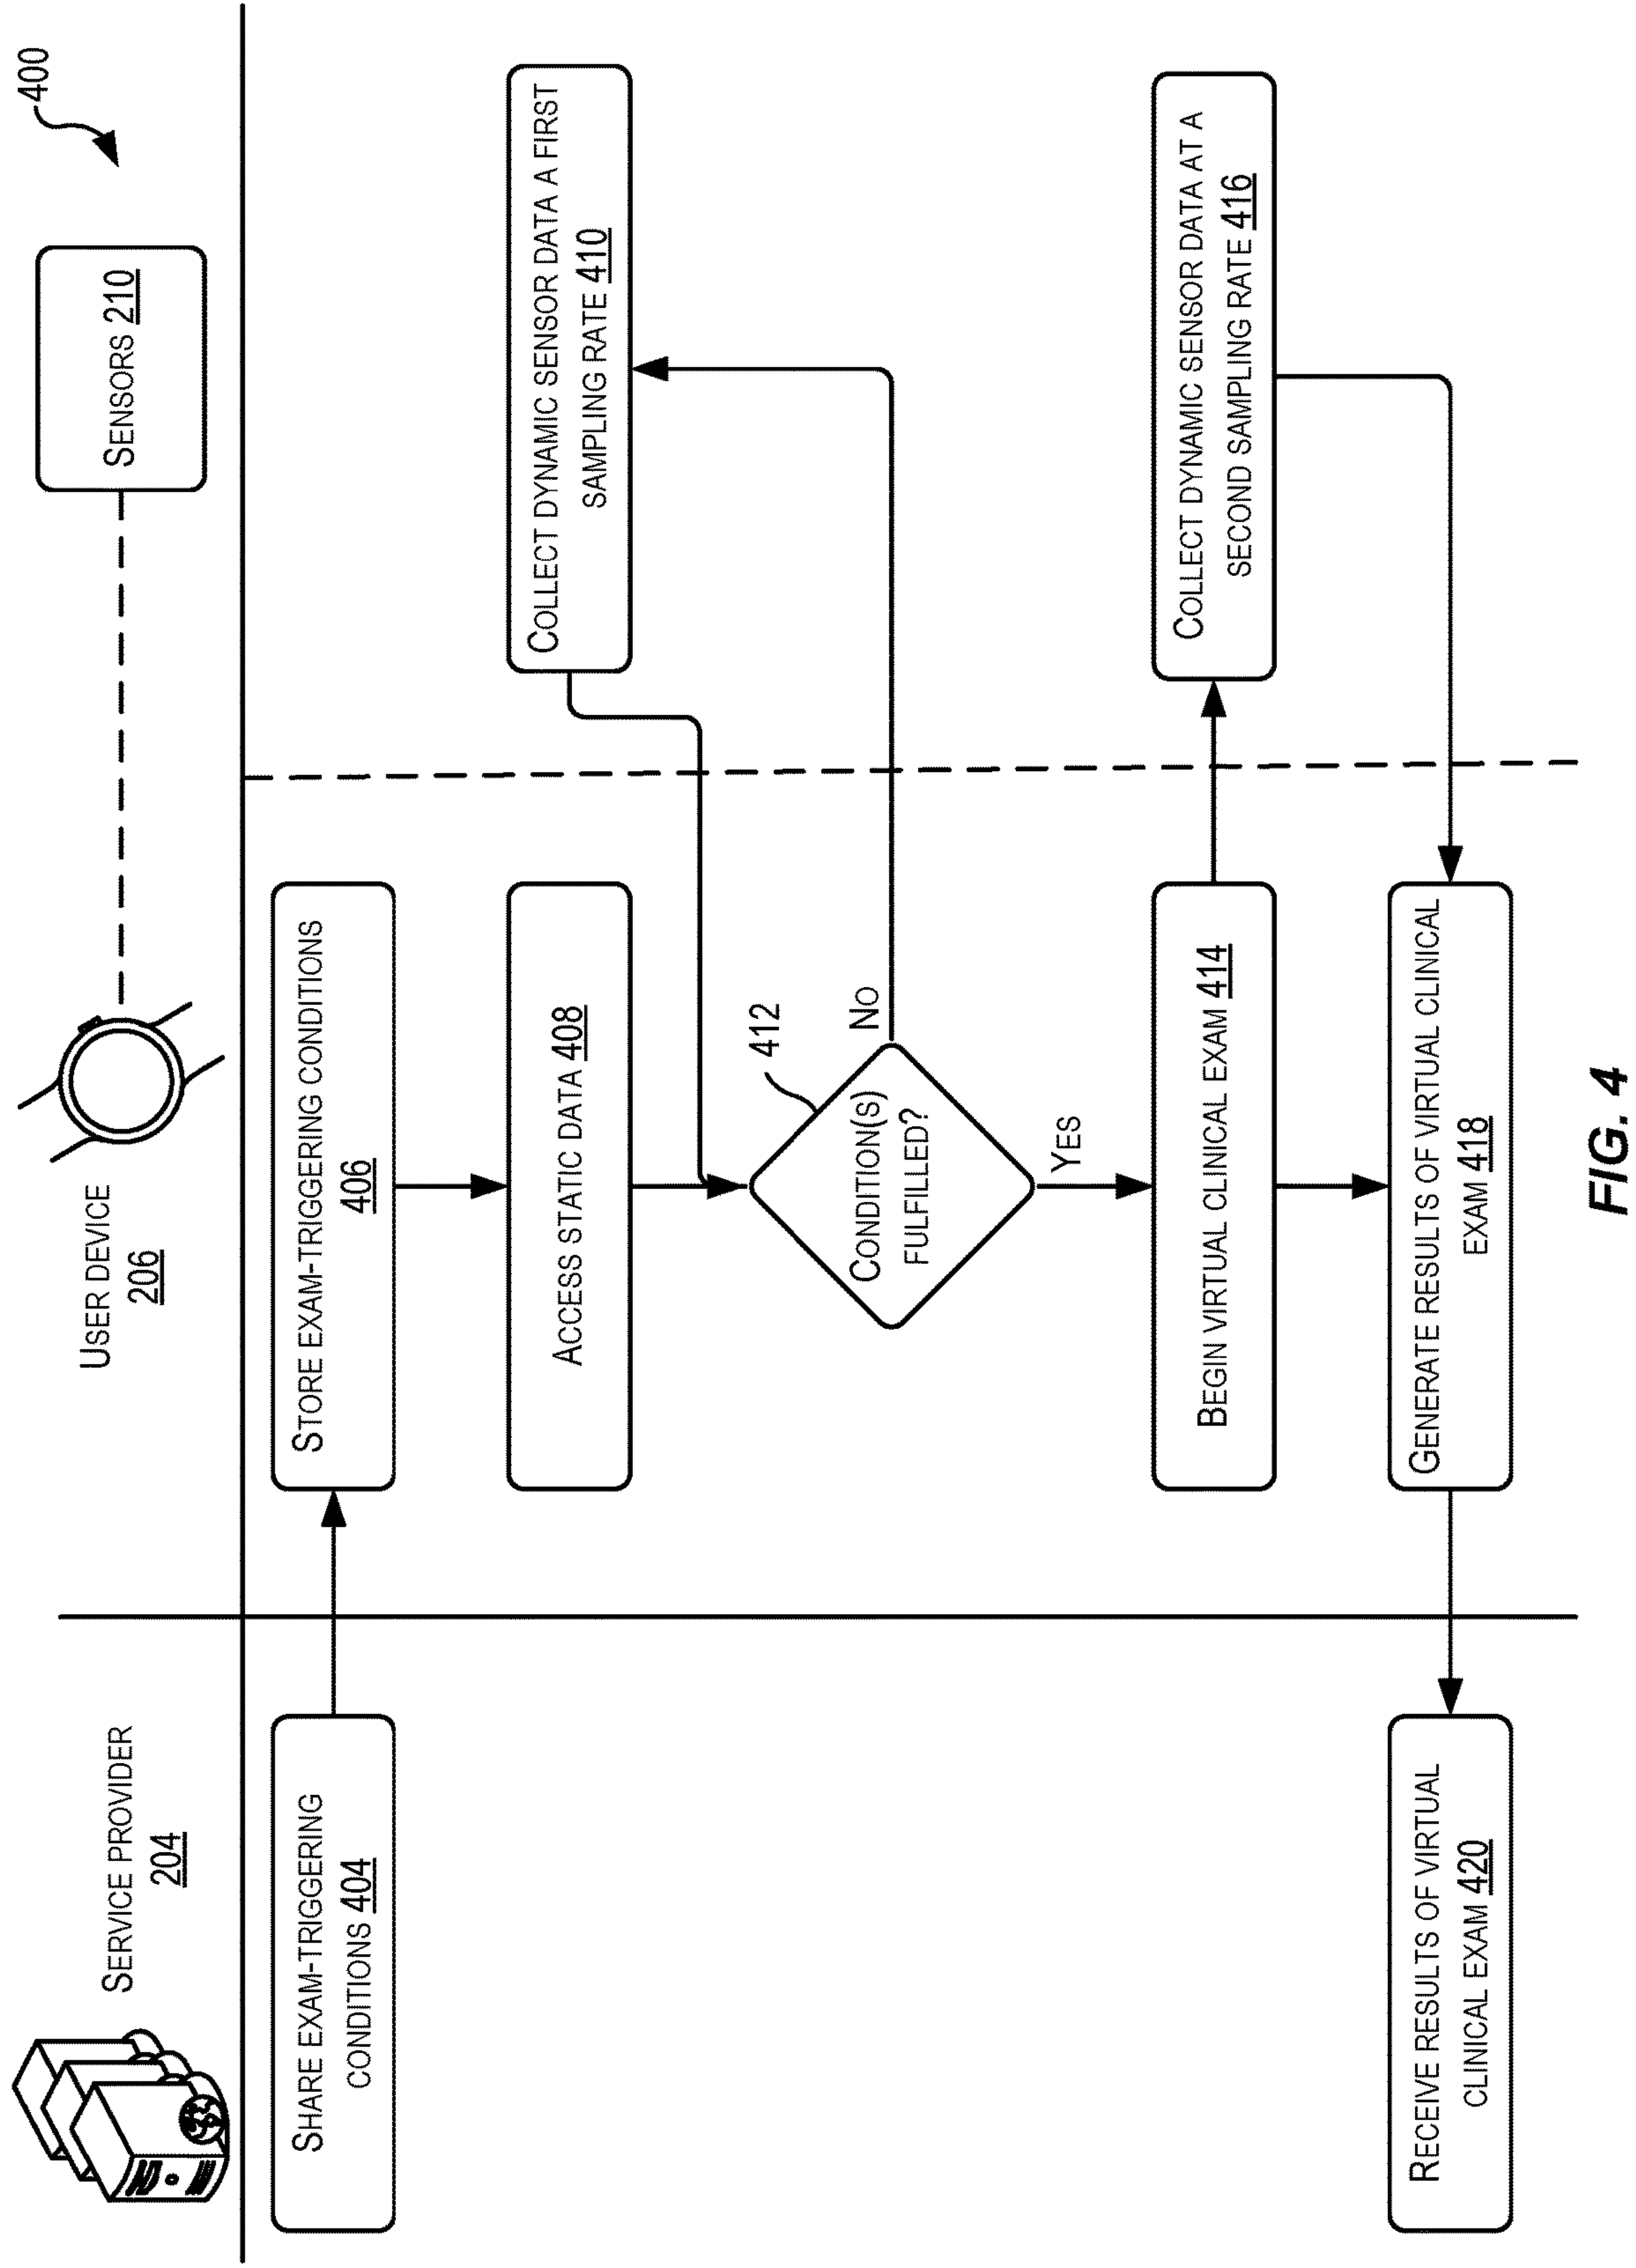 400
SERVICE PROVIDER
204
USER DEVICE
206
SENSORS 210
SHARE EXAM-TRIGGERING
CONDITIONS 404
STORE EXAM-TRIGGERING CONDITIONS
406
ACCESS STATIC DATA 408
COLLECT DYNAMIC SENSOR DATA A FIRST
SAMPLING RATE 410
412
CONDITION(S)
FULFILLED?
NO
YES
BEGIN VIRTUAL CLINICAL EXAM 414
COLLECT DYNAMIC SENSOR DATA AT A
SECOND SAMPLING RATE 416
GENERATE RESULTS OF VIRTUAL CLINICAL
EXAM 418
RECEIVE RESULTS OF VIRTUAL
CLINICAL EXAM 420
FIG. 4